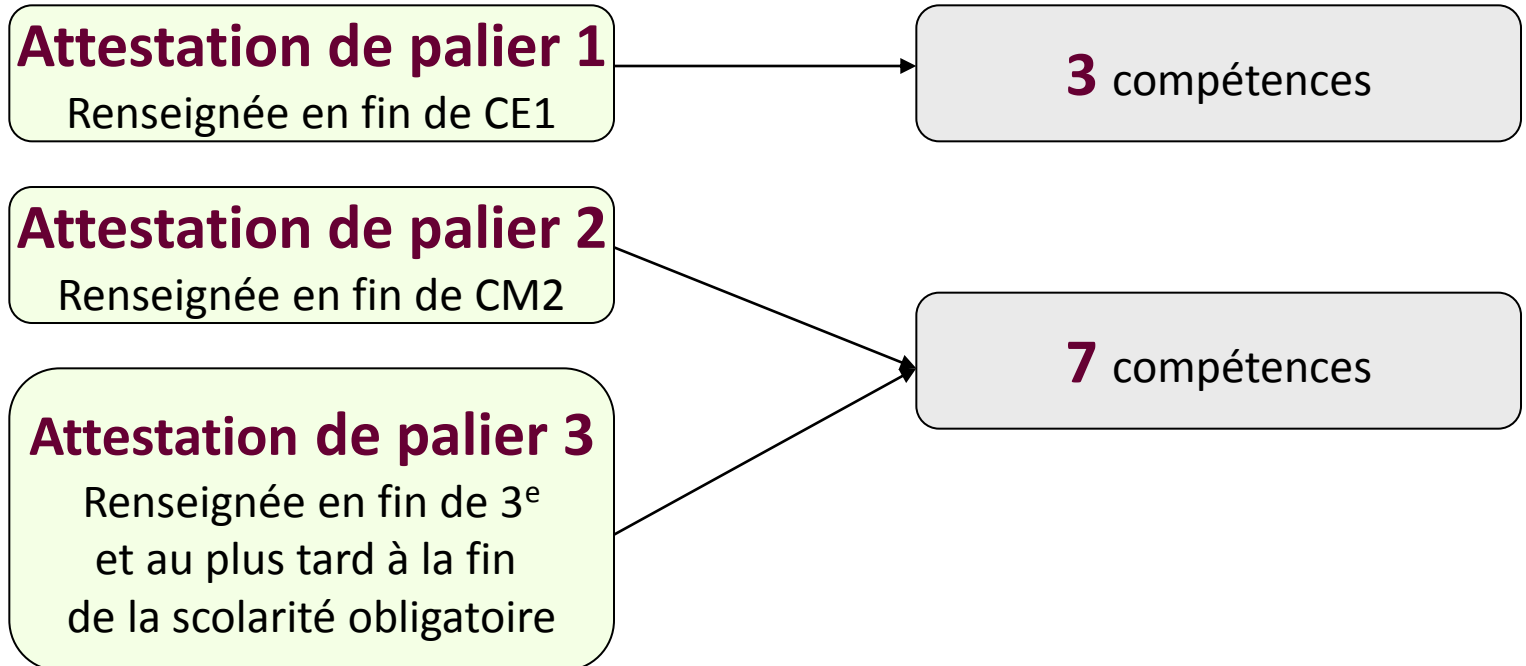 Attestation de palier 1
Renseignée en fin de CE1
3 compétences
Attestation de palier 2
Renseignée en fin de CM2
7 compétences
Attestation de palier 3
Renseignée en fin de 3ᵉ
et au plus tard à la fin
de la scolarité obligatoire